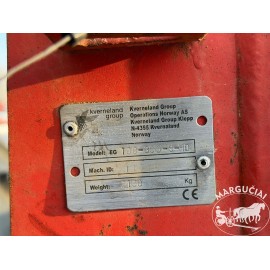 kverneland
group
Kverneland Group
Operations Norway AS
Kverneland Group Klepp
N-4355 Kvernaland
Norway
Model: EG
Mach. ID:
Weight: Kg
CE
MARGUČIAI